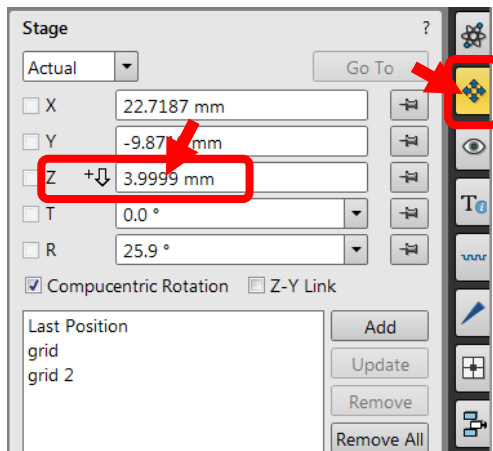 Stage ?
Actual Go To
X 22.7187 mm
Y mm
Z 3.9999 mm
T 0.0 °
R 25.9 °
Compucentric Rotation Z-Y Link
Last Position Add
grid Update
grid 2 Remove
Remove All